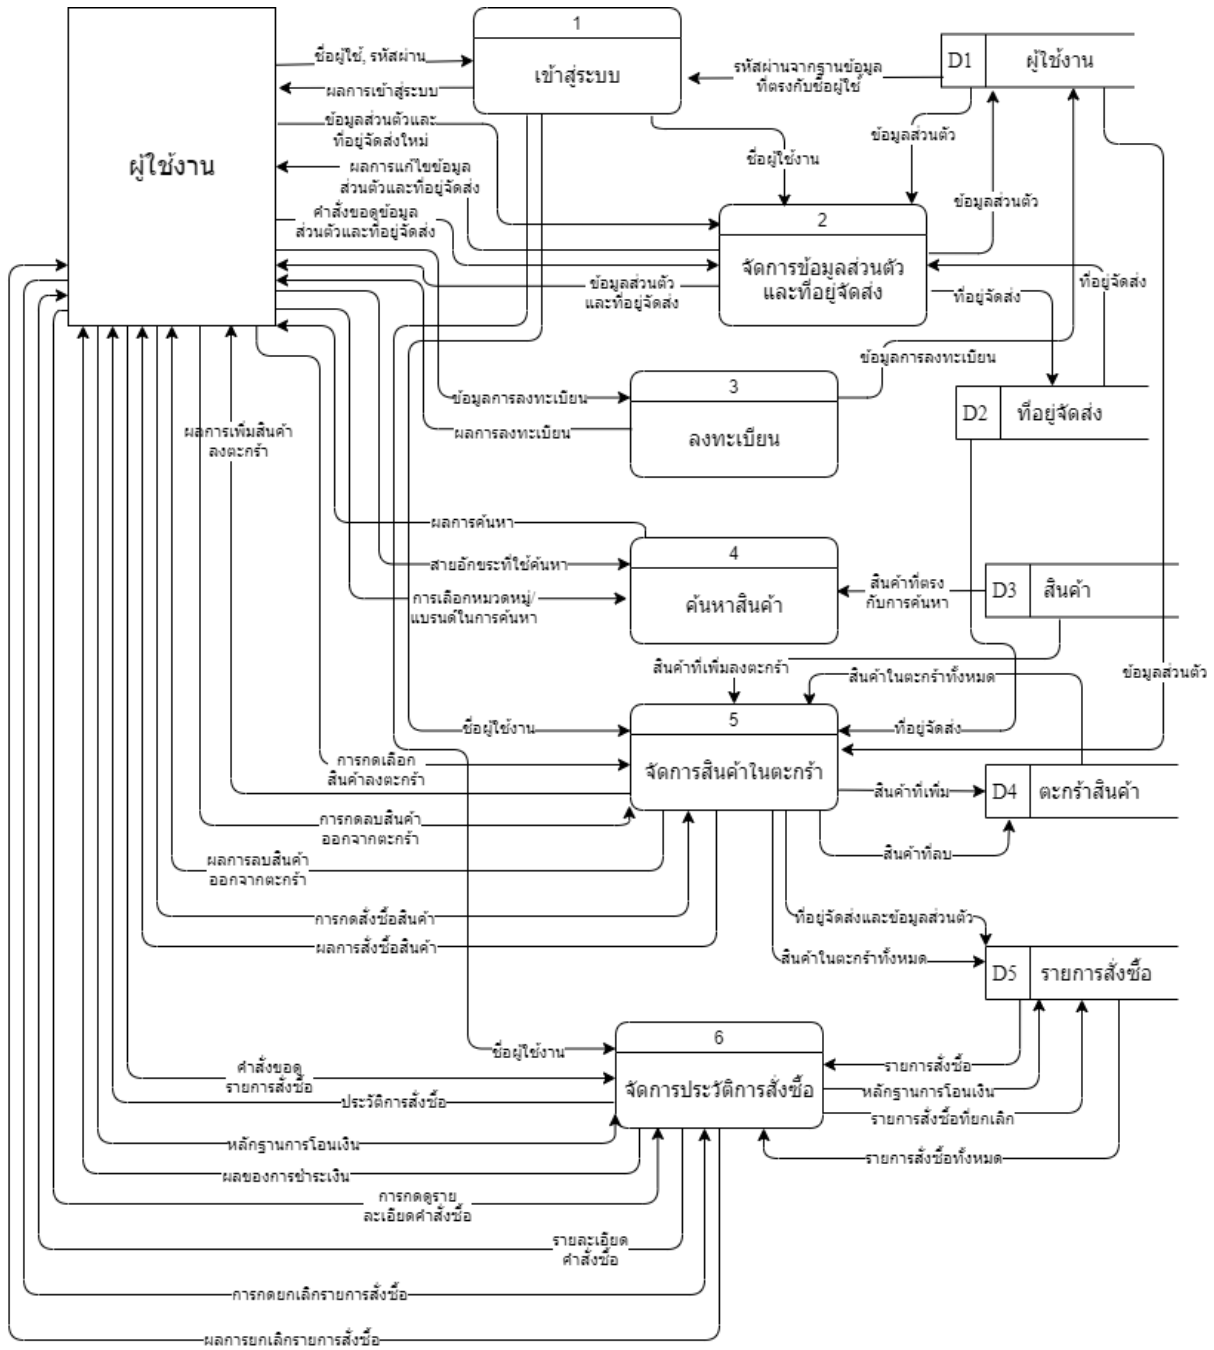 1
เข้าสู่ระบบ
D1
ผู้ใช้งาน
ชื่อผู้ใช้, รหัสผ่าน
รหัสผ่านจากฐานข้อมูล
ที่ตรงกับชื่อผู้ใช้
ผลการเข้าสู่ระบบ
ข้อมูลส่วนตัวและ
ที่อยู่จัดส่งใหม่
ข้อมูลส่วนตัว
ชื่อผู้ใช้งาน
ผู้ใช้งาน
ผลการแก้ไขข้อมูล
ส่วนตัวและที่อยู่จัดส่ง
ข้อมูลส่วนตัว
คำสั่งขอดูข้อมูล
ส่วนตัวและที่อยู่จัดส่ง
2
จัดการข้อมูลส่วนตัว
และที่อยู่จัดส่ง
ข้อมูลส่วนตัว
และที่อยู่จัดส่ง
ที่อยู่จัดส่ง
ที่อยู่จัดส่ง
ข้อมูลการลงทะเบียน
3
ลงทะเบียน
ข้อมูลการลงทะเบียน
D2
ที่อยู่จัดส่ง
ผลการลงทะเบียน
ผลการเพิ่มสินค้า
ลงตะกร้า
ผลการค้นหา
4
ค้นหาสินค้า
สายอักขระที่ใช้ค้นหา
สินค้าที่ตรง
กับการค้นหา
D3
สินค้า
การเลือกหมวดหมู่/
แบรนด์ในการค้นหา
สินค้าที่เพิ่มลงตะกร้า
สินค้าในตะกร้าทั้งหมด
ข้อมูลส่วนตัว
5
จัดการสินค้าในตะกร้า
ชื่อผู้ใช้งาน
ที่อยู่จัดส่ง
การกดเลือก
สินค้าลงตะกร้า
สินค้าที่เพิ่ม
D4
ตะกร้าสินค้า
การกดลบสินค้า
ออกจากตะกร้า
สินค้าที่ลบ
ผลการลบสินค้า
ออกจากตะกร้า
การกดสั่งซื้อสินค้า
ที่อยู่จัดส่งและข้อมูลส่วนตัว
ผลการสั่งซื้อสินค้า
สินค้าในตะกร้าทั้งหมด
D5
รายการสั่งซื้อ
6
จัดการประวัติการสั่งซื้อ
ชื่อผู้ใช้งาน
คำสั่งขอดู
รายการสั่งซื้อ
รายการสั่งซื้อ
หลักฐานการโอนเงิน
ประวัติการสั่งซื้อ
รายการสั่งซื้อที่ยกเลิก
หลักฐานการโอนเงิน
รายการสั่งซื้อทั้งหมด
ผลของการชำระเงิน
การกดดูราย
ละเอียดคำสั่งซื้อ
รายละเอียด
คำสั่งซื้อ
การกดยกเลิกรายการสั่งซื้อ
ผลการยกเลิกรายการสั่งซื้อ